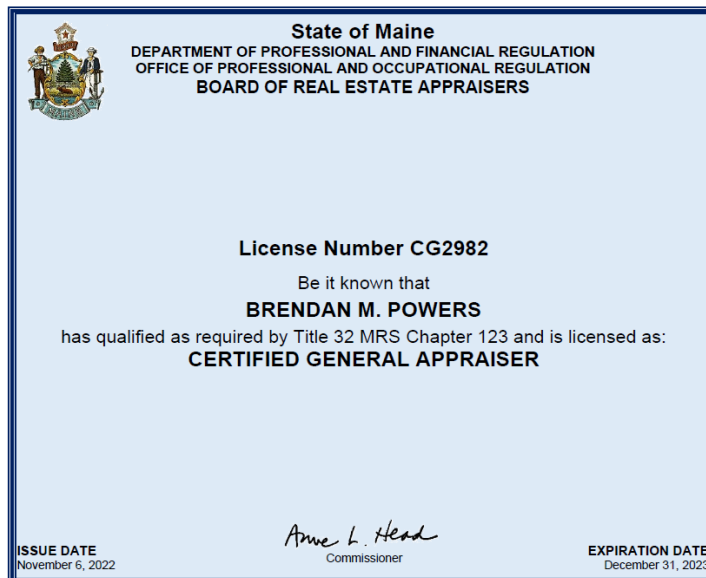 State of Maine
DEPARTMENT OF PROFESSIONAL AND FINANCIAL REGULATION
OFFICE OF PROFESSIONAL AND OCCUPATIONAL REGULATION
BOARD OF REAL ESTATE APPRAISERS
License Number CG2982
Be it known that
BRENDAN M. POWERS
has qualified as required by Title 32 MRS Chapter 123 and is licensed as:
CERTIFIED GENERAL APPRAISER
Anne L. Head
Commissioner
ISSUE DATE
November 6, 2022
EXPIRATION DATE
December 31, 2023